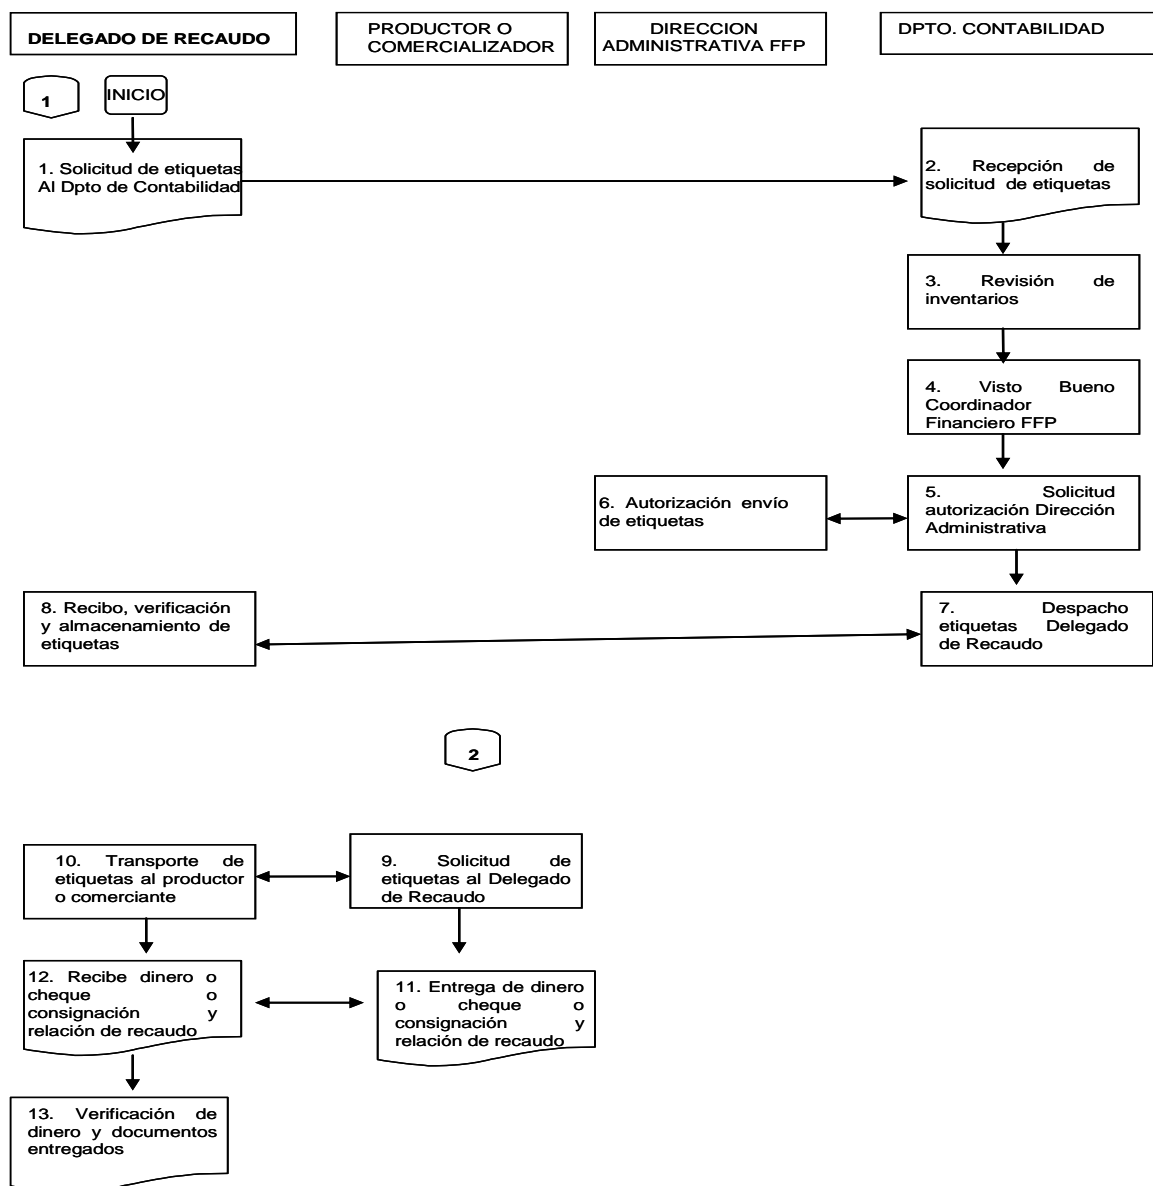 DELEGADO DE RECAUDO
PRODUCTOR O
COMERCIALIZADOR
DIRECCION
ADMINISTRATIVA FFP
DPTO. CONTABILIDAD
1
INICIO
1. Solicitud de etiquetas
Al Dpto de Contabilidad
2. Recepción de
solicitud de etiquetas
3. Revisión de
inventarios
4. Visto Bueno
Coordinador
Financiero FFP
6. Autorización envío
de etiquetas
5. Solicitud
autorización Dirección
Administrativa
8. Recibo, verificación
y almacenamiento de
etiquetas
7. Despacho
etiquetas Delegado
de Recaudo
2
10. Transporte de
etiquetas al productor
o comerciante
9. Solicitud de
etiquetas al Delegado
de Recaudo
12. Recibe dinero o
cheque o
consignación y
relación de recaudo
11. Entrega de dinero
o cheque o
consignación y
relación de recaudo
13. Verificación de
dinero y documentos
entregados